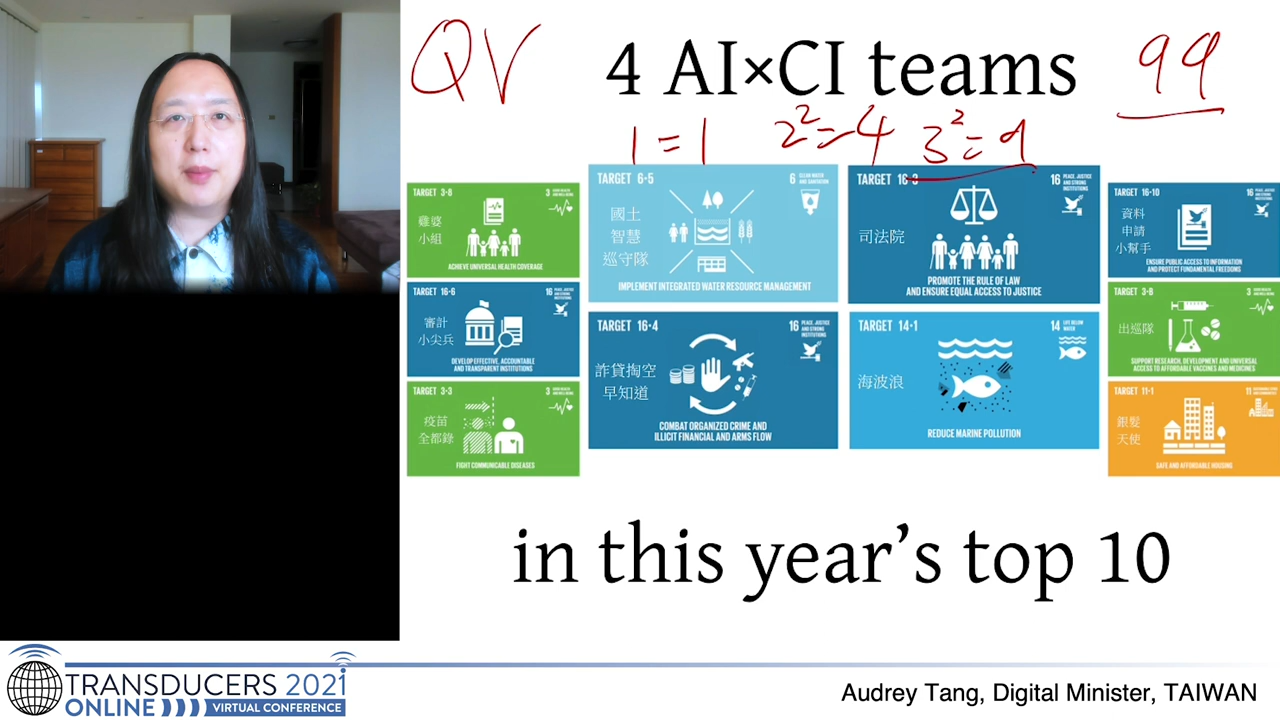 QV
4 AI×CI teams
99
1=1
2²=4
3²=9
TARGET 3·8
3 GOOD HEALTH AND WELL-BEING
雞婆
小組
ACHIEVE UNIVERSAL HEALTH COVERAGE
TARGET 16·6
16 PEACE, JUSTICE AND STRONG INSTITUTIONS
審計
小尖兵
DEVELOP EFFECTIVE, ACCOUNTABLE
AND TRANSPARENT INSTITUTIONS
TARGET 3·3
3 GOOD HEALTH AND WELL-BEING
疫苗
全都錄
FIGHT COMMUNICABLE DISEASES
TARGET 6·5
6 CLEAN WATER AND SANITATION
國土
智慧
巡守隊
IMPLEMENT INTEGRATED WATER RESOURCE MANAGEMENT
TARGET 16·3
16 PEACE, JUSTICE AND STRONG INSTITUTIONS
司法院
PROMOTE THE RULE OF LAW
AND ENSURE EQUAL ACCESS TO JUSTICE
TARGET 16·4
16 PEACE, JUSTICE AND STRONG INSTITUTIONS
詐貸掏空
早知道
COMBAT ORGANIZED CRIME AND
ILLICIT FINANCIAL AND ARMS FLOW
TARGET 14·1
14 LIFE BELOW WATER
海波浪
REDUCE MARINE POLLUTION
TARGET 16·10
16 PEACE, JUSTICE AND STRONG INSTITUTIONS
資料
申請
小幫手
ENSURE PUBLIC ACCESS TO INFORMATION
AND PROTECT FUNDAMENTAL FREEDOMS
TARGET 3·B
3 GOOD HEALTH AND WELL-BEING
出巡隊
SUPPORT RESEARCH, DEVELOPMENT AND UNIVERSAL
ACCESS TO AFFORDABLE VACCINES AND MEDICINES
TARGET 11·1
11
銀髮
天使
SAFE AND AFFORDABLE HOUSING
in this year’s top 10
TRANSDUCERS 2021
ONLINE VIRTUAL CONFERENCE
Audrey Tang, Digital Minister, TAIWAN